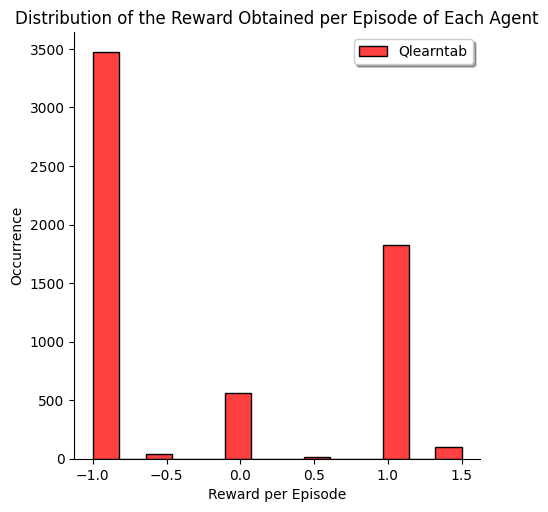 Distribution of the Reward Obtained per Episode of Each Agent
Qlearntab
3500
3000
2500
2000
1500
1000
500
0
Occurrence
−1.0 −0.5 0.0 0.5 1.0 1.5
Reward per Episode